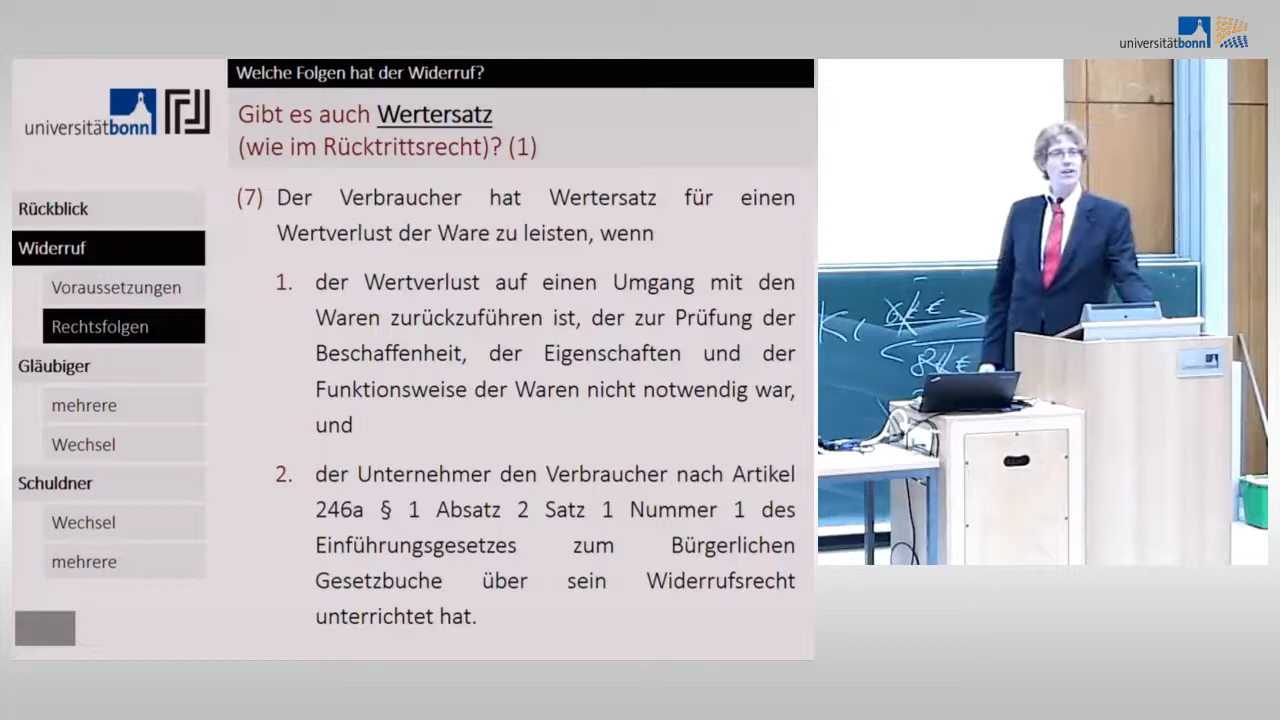 universitätbonn
Welche Folgen hat der Widerruf?
universitätbonn
Gibt es auch Wertersatz
(wie im Rücktrittsrecht)? (1)
Rückblick
Widerruf
Voraussetzungen
Rechtsfolgen
Gläubiger
mehrere
Wechsel
Schuldner
Wechsel
mehrere
(7) Der Verbraucher hat Wertersatz für einen
Wertverlust der Ware zu leisten, wenn
1. der Wertverlust auf einen Umgang mit den
Waren zurückzuführen ist, der zur Prüfung der
Beschaffenheit, der Eigenschaften und der
Funktionsweise der Waren nicht notwendig war,
und
2. der Unternehmer den Verbraucher nach Artikel
246a § 1 Absatz 2 Satz 1 Nummer 1 des
Einführungsgesetzes zum Bürgerlichen
Gesetzbuche über sein Widerrufsrecht
unterrichtet hat.